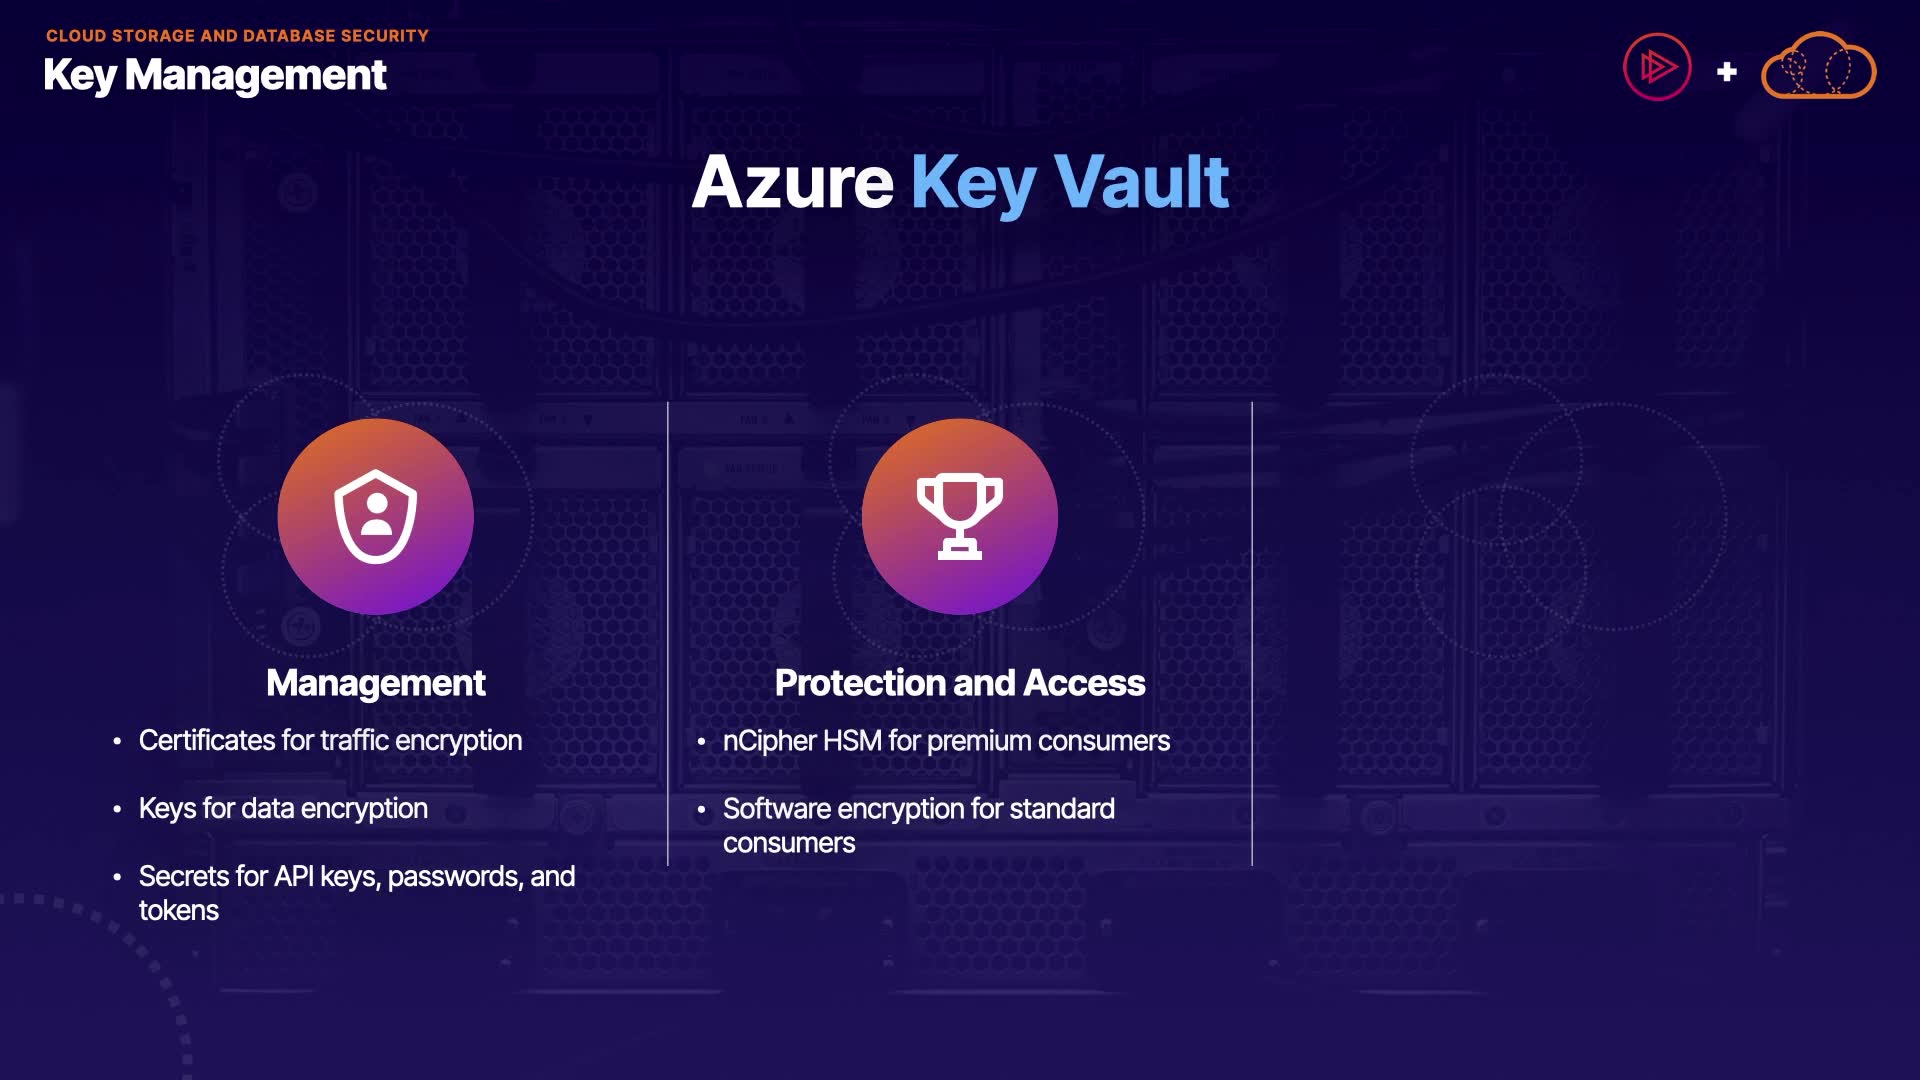 CLOUD STORAGE AND DATABASE SECURITY
Key Management
Azure Key Vault
Management
• Certificates for traffic encryption
• Keys for data encryption
• Secrets for API keys, passwords, and
tokens
Protection and Access
• nCipher HSM for premium consumers
• Software encryption for standard
consumers